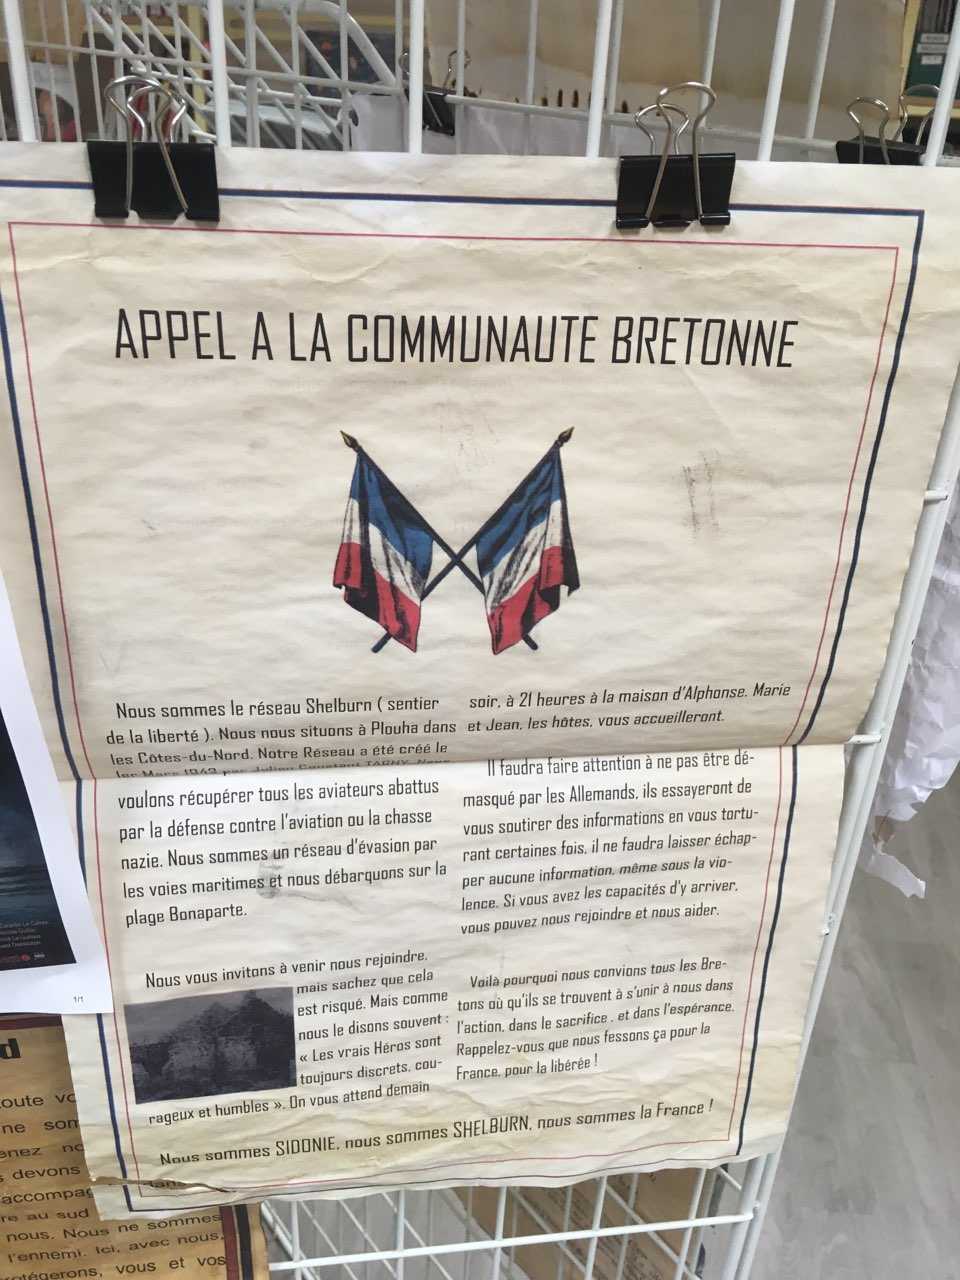 APPEL A LA COMMUNAUTE BRETONNE
Nous sommes le réseau Shelburn ( sentier
de la liberté ). Nous nous situons à Plouha dans
les Côtes-du-Nord. Notre Réseau a été créé le
voulons récupérer tous les aviateurs abattus
par la défense contre l'aviation ou la chasse
nazie. Nous sommes un réseau d'évasion par
les voies maritimes et nous débarquons sur la
plage Bonaparte.
Nous vous invitons à venir nous rejoindre,
mais sachez que cela
est risqué. Mais comme
nous le disons souvent :
« Les vrais Héros sont
toujours discrets, cou-
rageux et humbles ». On vous attend demain
soir, à 21 heures à la maison d'Alphonse. Marie
et Jean, les hôtes, vous accueilleront.
Il faudra faire attention à ne pas être dé-
masqué par les Allemands, ils essayeront de
vous soutirer des informations en vous tortu-
rant certaines fois, il ne faudra laisser échap-
per aucune information, même sous la vio-
lence. Si vous avez les capacités d'y arriver,
vous pouvez nous rejoindre et nous aider.
Voilà pourquoi nous convions tous les Bre-
tons où qu'ils se trouvent à s'unir à nous dans
l'action, dans le sacrifice , et dans l'espérance.
Rappelez-vous que nous fessons ça pour la
France, pour la libérée !
Nous sommes SIDONIE, nous sommes SHELBURN, nous sommes la France !
1/1
d
devons
accompa
re au sud
nous. Nous ne sommes
l'ennemi. Ici, avec nous,
vous et vos